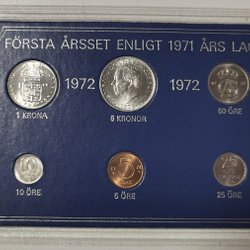 FÖRSTA ÅRSSET ENLIGT 1971 ÅRS LAG
1972 1972
1 KRONA 5 KRONOR 50 ÖRE
10 ÖRE 5 ÖRE 25 ÖRE